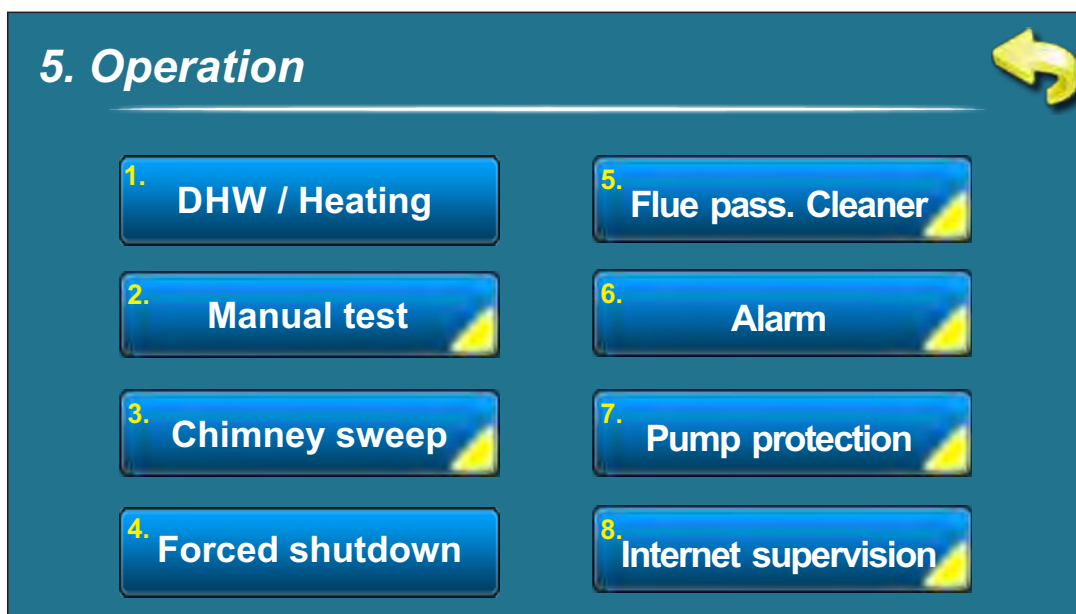 5. Operation
1. DHW / Heating
2. Manual test
3. Chimney sweep
4. Forced shutdown
5. Flue pass. Cleaner
6. Alarm
7. Pump protection
8. Internet supervision